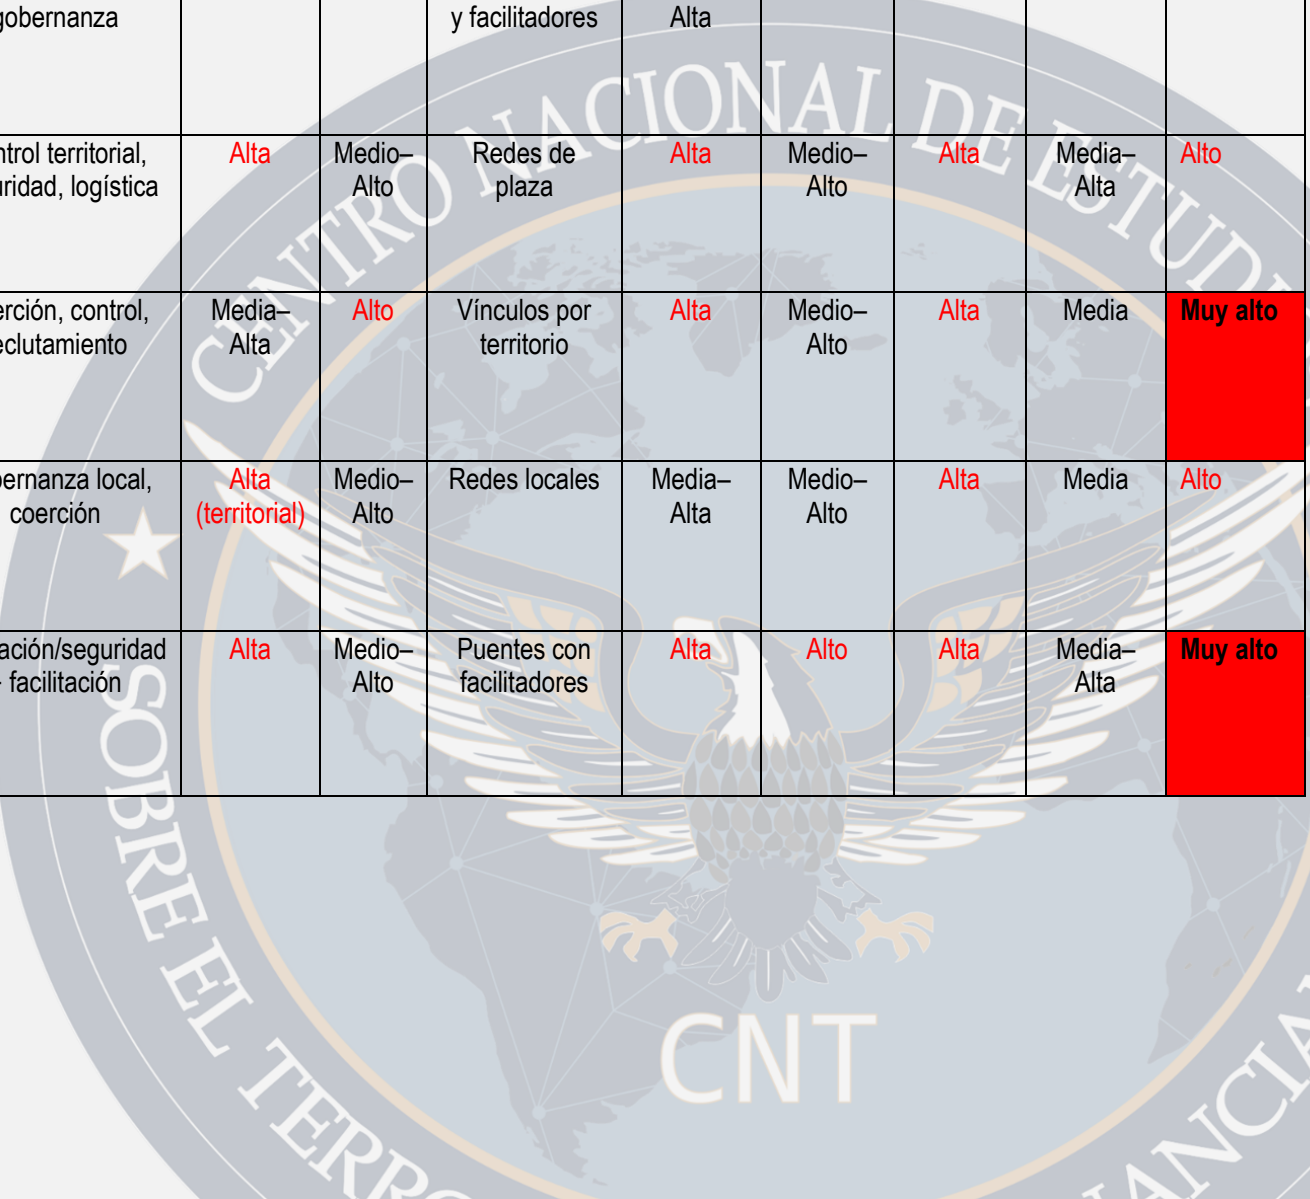 gobernanza
y facilitadores
Alta
ntrol territorial,
uridad, logística
Alta
Medio–
Alto
Redes de
plaza
Alta
Medio–
Alto
Alta
Media–
Alta
Alto
erción, control,
eclutamiento
Media–
Alta
Alto
Vínculos por
territorio
Alta
Medio–
Alto
Alta
Media
Muy alto
bernanza local,
coerción
Alta
(territorial)
Medio–
Alto
Redes locales
Media–
Alta
Medio–
Alto
Alta
Media
Alto
ación/seguridad
facilitación
Alta
Medio–
Alto
Puentes con
facilitadores
Alta
Alto
Alta
Media–
Alta
Muy alto
CENTRO NACIONAL DE ESTUDI
SOBRE EL TERRO
NANCIA
CNT